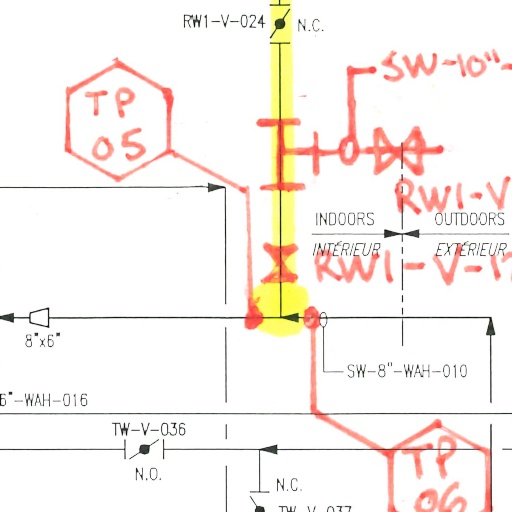 RW1-V-024
N.C.
SW-10"-
TP
05
RW1-V
INDOORS OUTDOORS
INTÉRIEUR EXTÉRIEUR
RW1-V-17
8"x6"
SW-8"-WAH-010
6"-WAH-016
TW-V-036
N.O.
N.C.
TW-V-037
TP
06